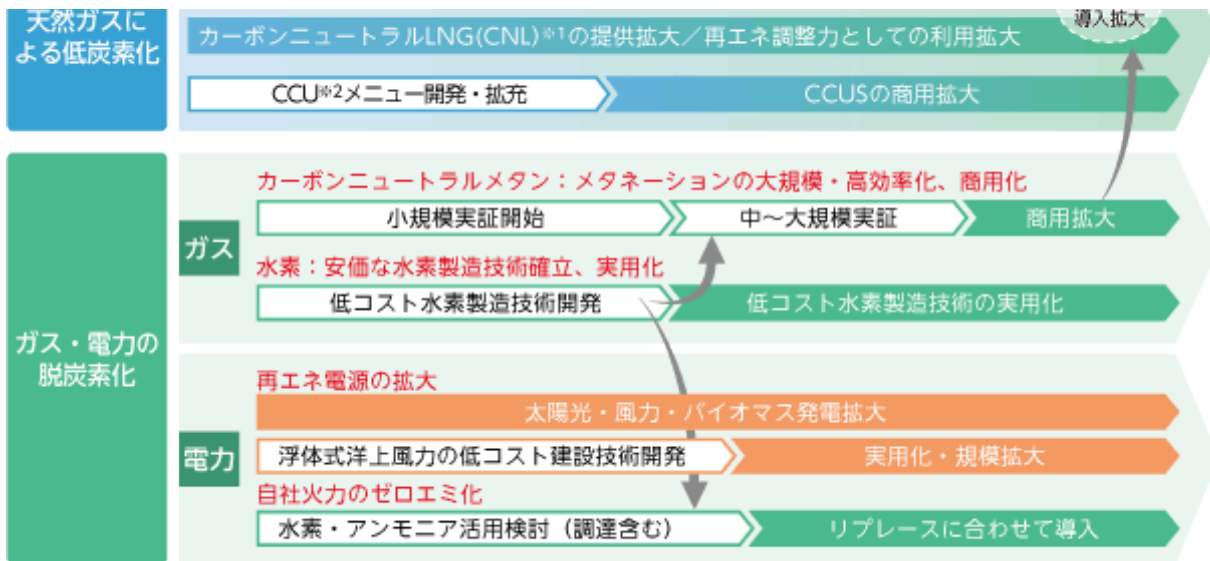 天然ガスに
よる低炭素化
導入拡大
カーボンニュートラルLNG(CNL)※1の提供拡大／再エネ調整力としての利用拡大
CCU※2メニュー開発・拡充
CCUSの商用拡大
ガス・電力の
脱炭素化
ガス
カーボンニュートラルメタン：メタネーションの大規模・高効率化、商用化
小規模実証開始
中～大規模実証
商用拡大
水素：安価な水素製造技術確立、実用化
低コスト水素製造技術開発
低コスト水素製造技術の実用化
電力
再エネ電源の拡大
太陽光・風力・バイオマス発電拡大
浮体式洋上風力の低コスト建設技術開発
実用化・規模拡大
自社火力のゼロエミ化
水素・アンモニア活用検討（調達含む）
リプレースに合わせて導入